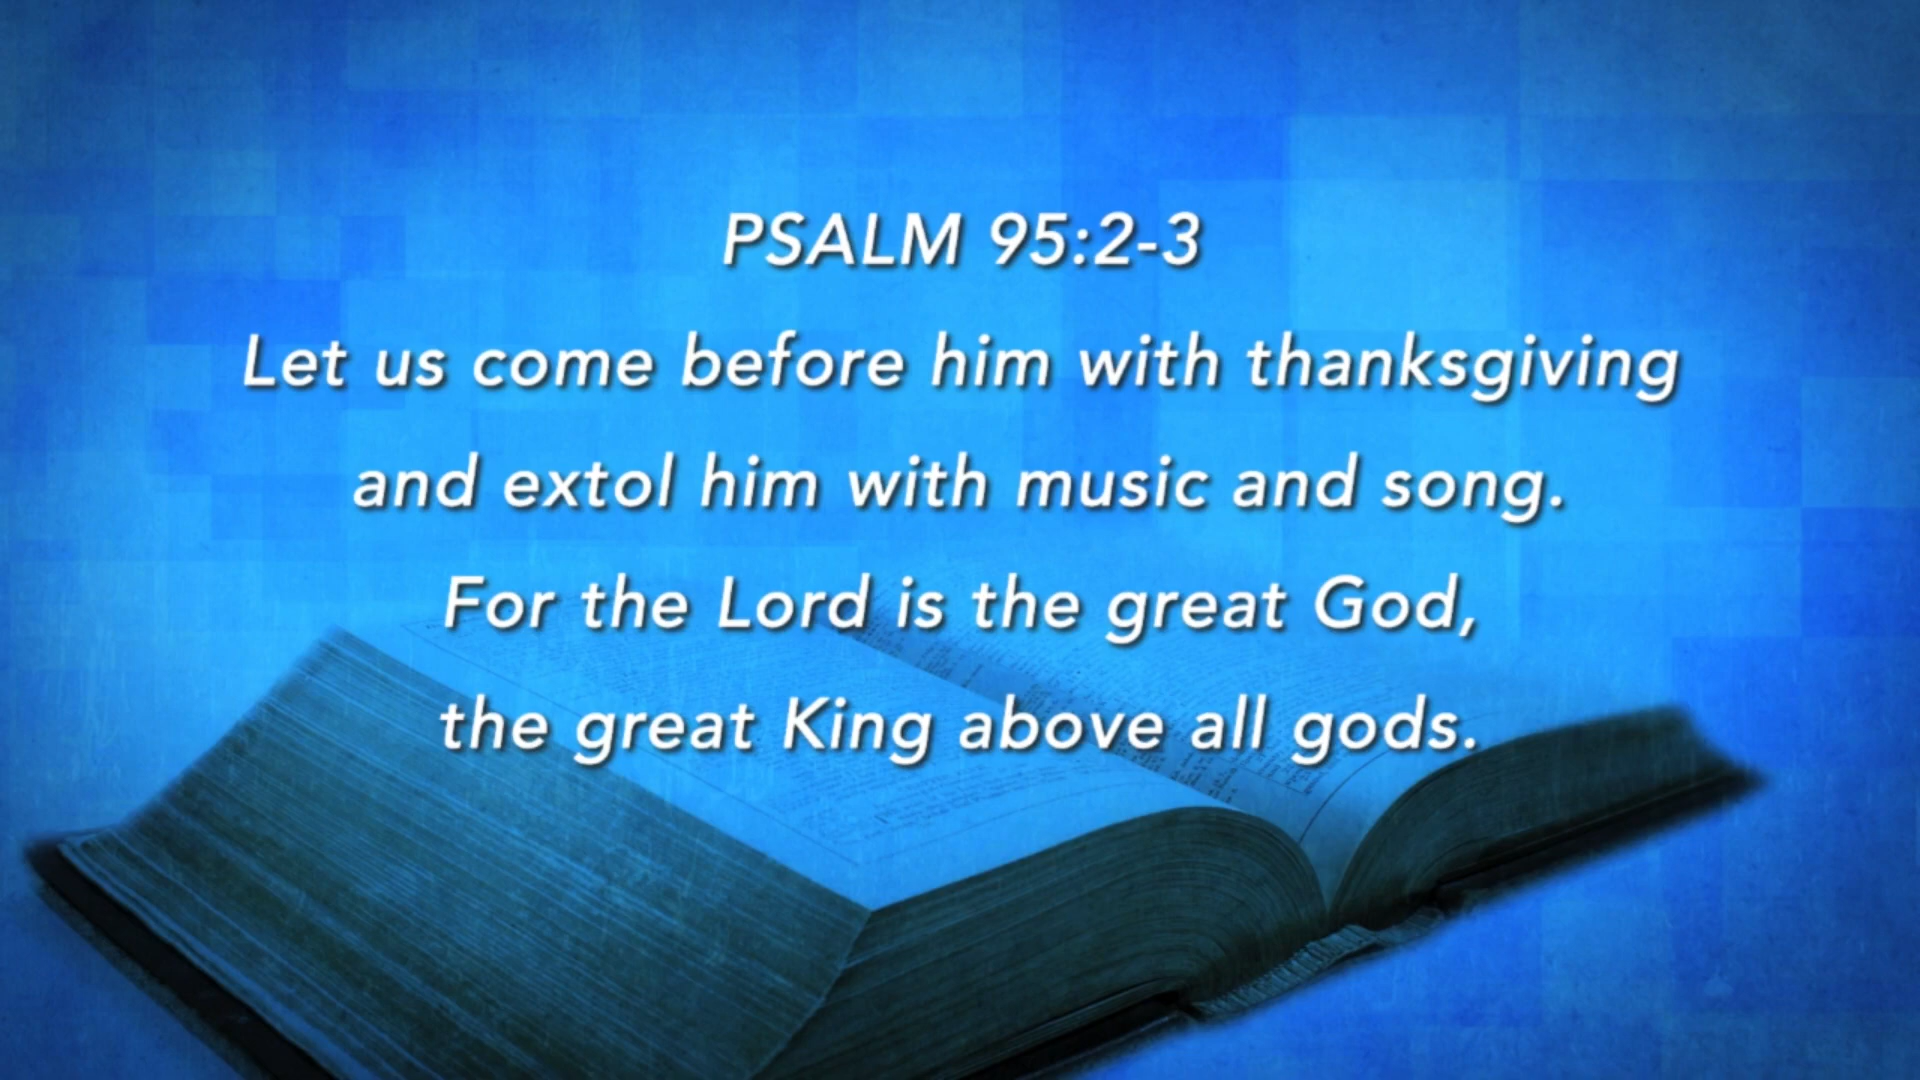 PSALM 95:2-3
Let us come before him with thanksgiving
and extol him with music and song.
For the Lord is the great God,
the great King above all gods.